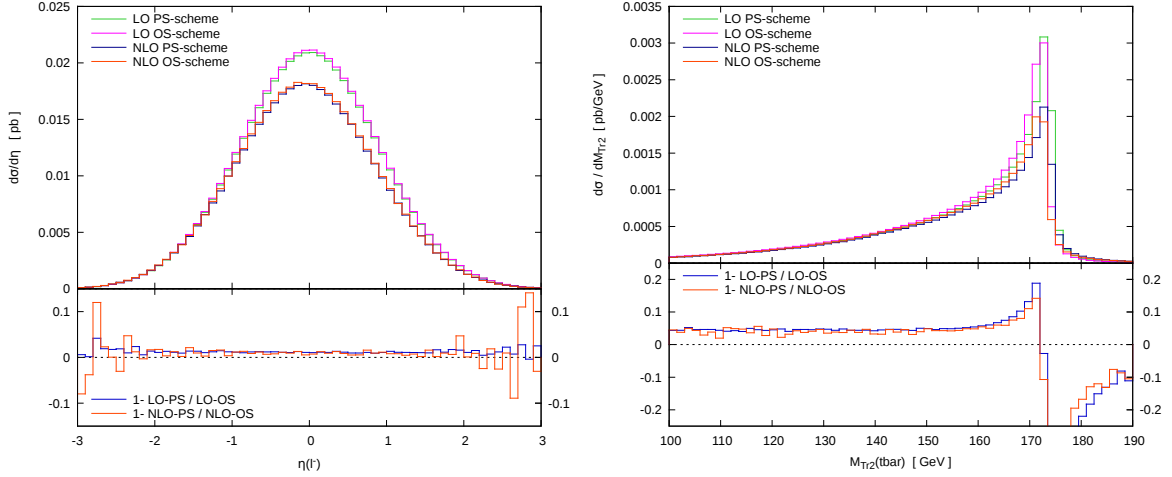 LO PS-scheme
LO OS-scheme
NLO PS-scheme
NLO OS-scheme
0.025
0.02
0.015
0.01
0.005
0
dσ/dη [ pb]
0.1
0
-0.1
0.1
0
-0.1
1- LO-PS / LO-OS
1- NLO-PS / NLO-OS
-3 -2 -1 0 1 2 3
η(l⁻)
LO PS-scheme
LO OS-scheme
NLO PS-scheme
NLO OS-scheme
0.0035
0.003
0.0025
0.002
0.0015
0.001
0.0005
0
dσ / dM_Tr2 [ pb/GeV]
1- LO-PS / LO-OS
1- NLO-PS / NLO-OS
0.2
0.1
0
-0.1
-0.2
0.2
0.1
0
-0.1
-0.2
100 110 120 130 140 150 160 170 180 190
M_Tr2(tbar) [ GeV]